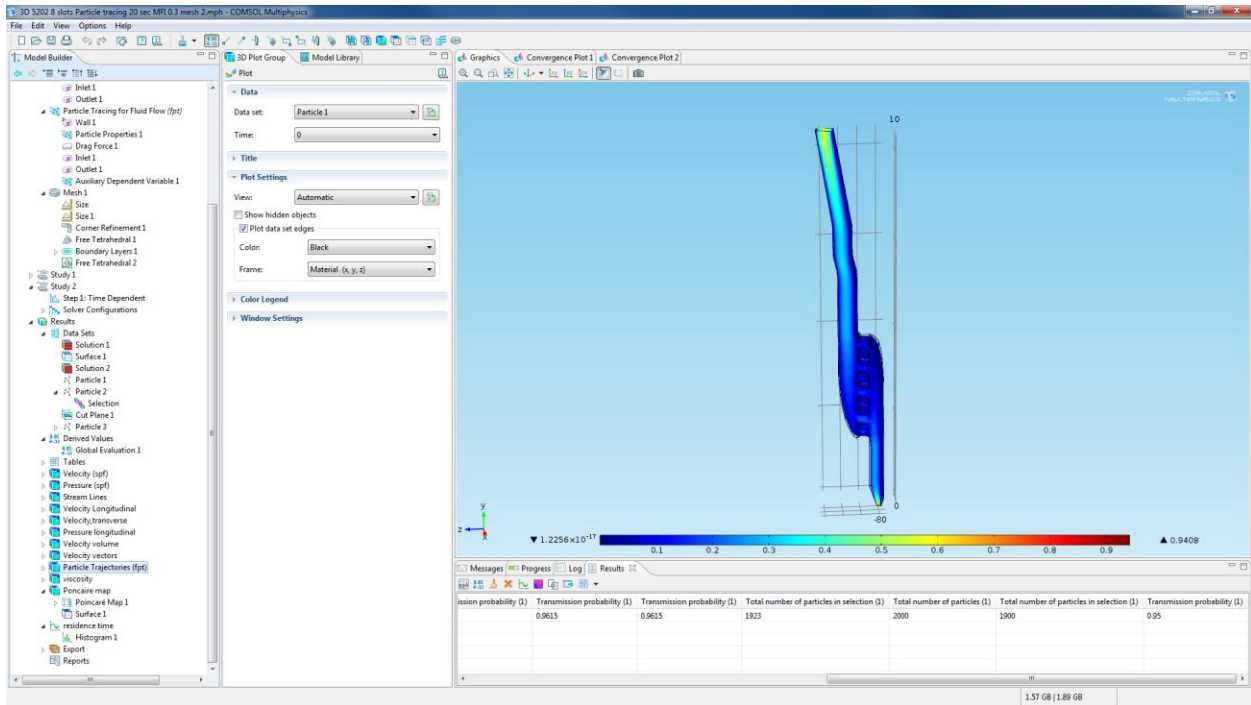 3D 5202 8 slots Particle tracing 20 sec MFI 0.3 mesh 2.mph - COMSOL Multiphysics
File Edit View Options Help
Model Builder
Inlet 1
Outlet 1
Particle Tracing for Fluid Flow (fpt)
Wall 1
Particle Properties 1
Drag Force 1
Inlet 1
Outlet 1
Auxiliary Dependent Variable 1
Mesh 1
Size
Size 1
Corner Refinement 1
Free Tetrahedral 1
Boundary Layers 1
Free Tetrahedral 2
Study 1
Study 2
Step 1: Time Dependent
Solver Configurations
Results
Data Sets
Solution 1
Surface 1
Solution 2
Particle 1
Particle 2
Selection
Cut Plane 1
Particle 3
Derived Values
Global Evaluation 1
Tables
Velocity (spf)
Pressure (spf)
Stream Lines
Velocity Longitudinal
Velocity,transverse
Pressure longitudinal
Velocity volume
Velocity vectors
Particle Trajectories (fpt)
viscosity
Poncaire map
Poincaré Map 1
Surface 1
residence time
Histogram 1
Export
Reports
3D Plot Group Model Library
Plot
Data
Data set: Particle 1
Time: 0
Title
Plot Settings
View: Automatic
Show hidden objects
Plot data set edges
Color: Black
Frame: Material (x, y, z)
Color Legend
Window Settings
Graphics Convergence Plot 1 Convergence Plot 2
COMSOL
MULTIPHYSICS
10
0
-80
y
z x
▼ 1.2256×10⁻¹⁷
0.1 0.2 0.3 0.4 0.5 0.6 0.7 0.8 0.9
▲ 0.9408
Messages Progress Log Results
ission probability (1) Transmission probability (1) Transmission probability (1) Total number of particles in selection (1) Total number of particles (1) Total number of particles in selection (1) Transmission probability (1)
0.9615 0.9615 1923 2000 1900 0.95
1.57 GB | 1.89 GB